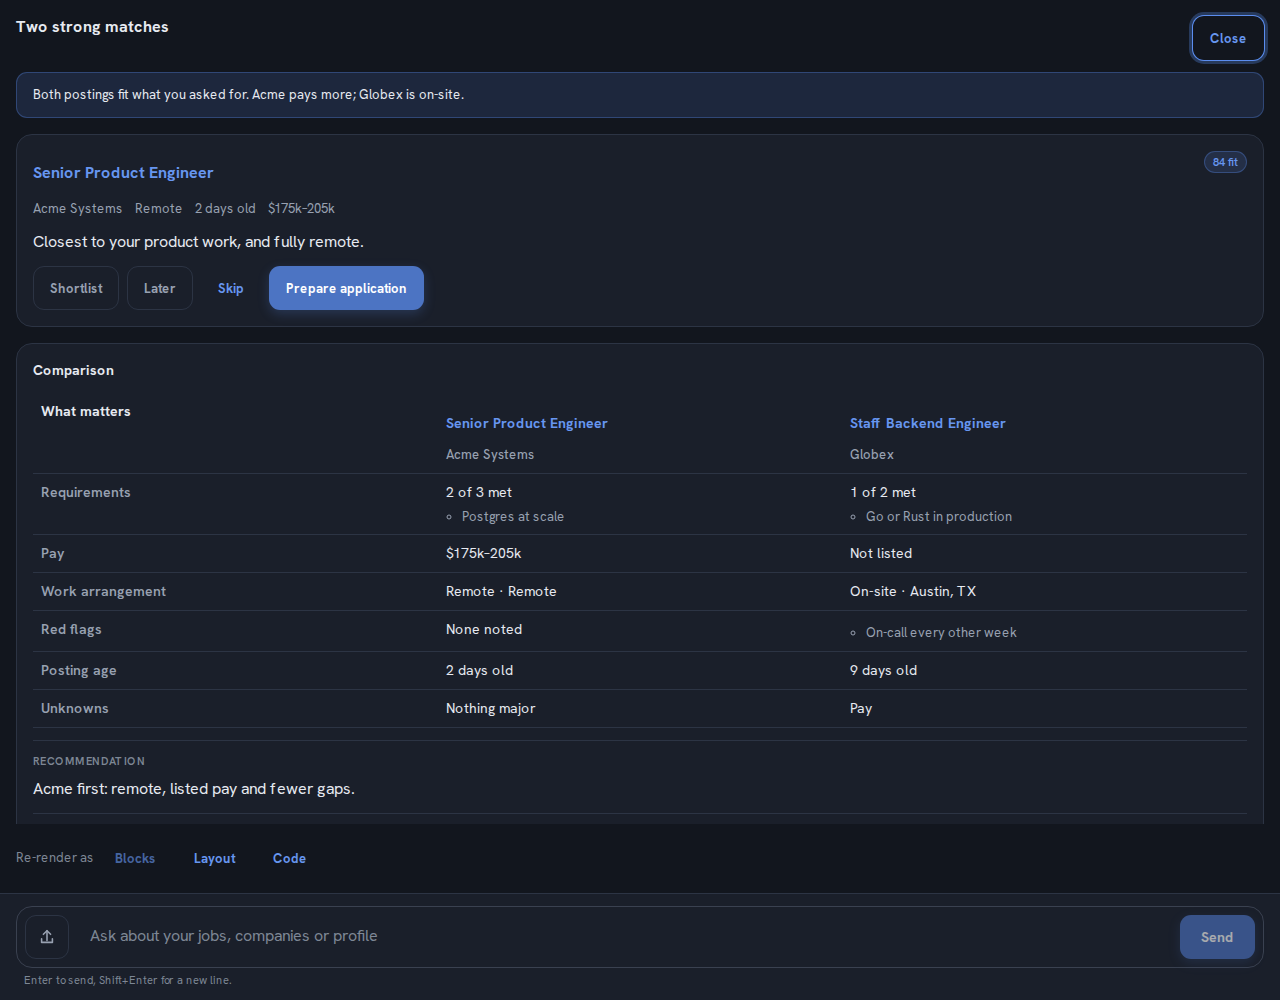 Two strong matches
Close
Both postings fit what you asked for. Acme pays more; Globex is on-site.
Senior Product Engineer
84 fit
Acme Systems Remote 2 days old $175k–205k
Closest to your product work, and fully remote.
Shortlist Later Skip Prepare application
Comparison
What matters
Senior Product Engineer Staff Backend Engineer
Acme Systems Globex
Requirements 2 of 3 met 1 of 2 met
Postgres at scale Go or Rust in production
Pay $175k–205k Not listed
Work arrangement Remote · Remote On-site · Austin, TX
Red flags None noted On-call every other week
Posting age 2 days old 9 days old
Unknowns Nothing major Pay
RECOMMENDATION
Acme first: remote, listed pay and fewer gaps.
Re-render as Blocks Layout Code
Ask about your jobs, companies or profile
Send
Enter to send, Shift+Enter for a new line.